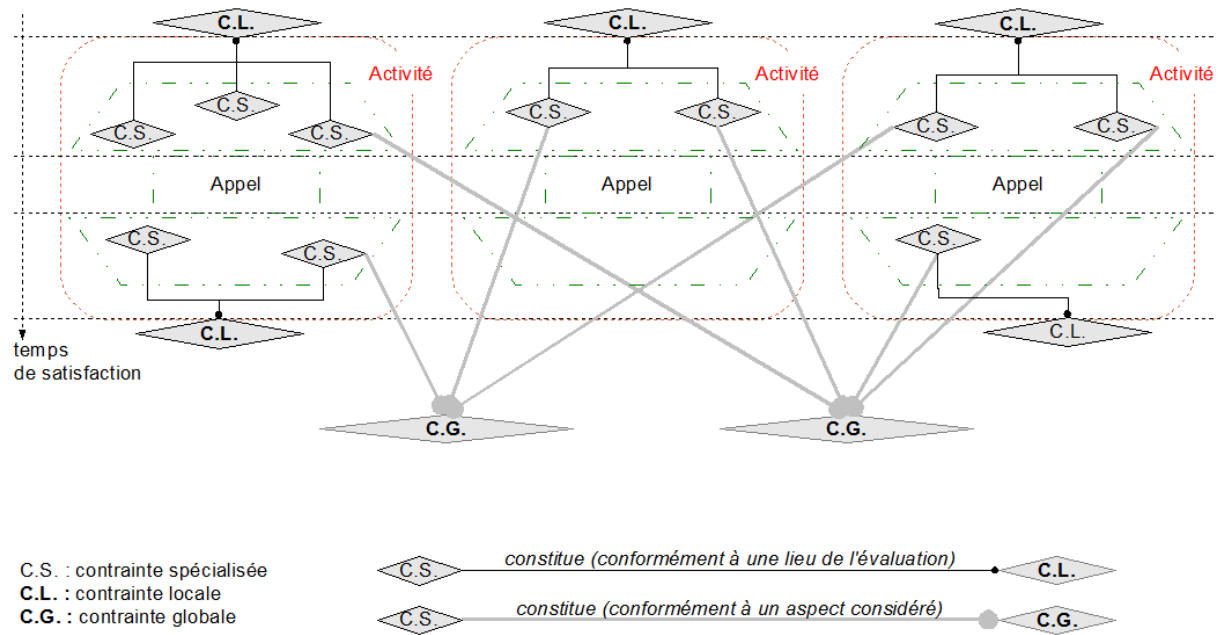 C.L. C.L. C.L.
Activité Activité Activité
C.S. C.S. C.S. C.S. C.S. C.S. C.S.
Appel Appel Appel
C.S. C.S. C.S.
C.L. C.L.
temps
de satisfaction
C.G. C.G.
C.S. : contrainte spécialisée
C.L. : contrainte locale
C.G. : contrainte globale
C.S. constitue (conformément à une lieu de l'évaluation) C.L.
C.S. constitue (conformément à un aspect considéré) C.G.